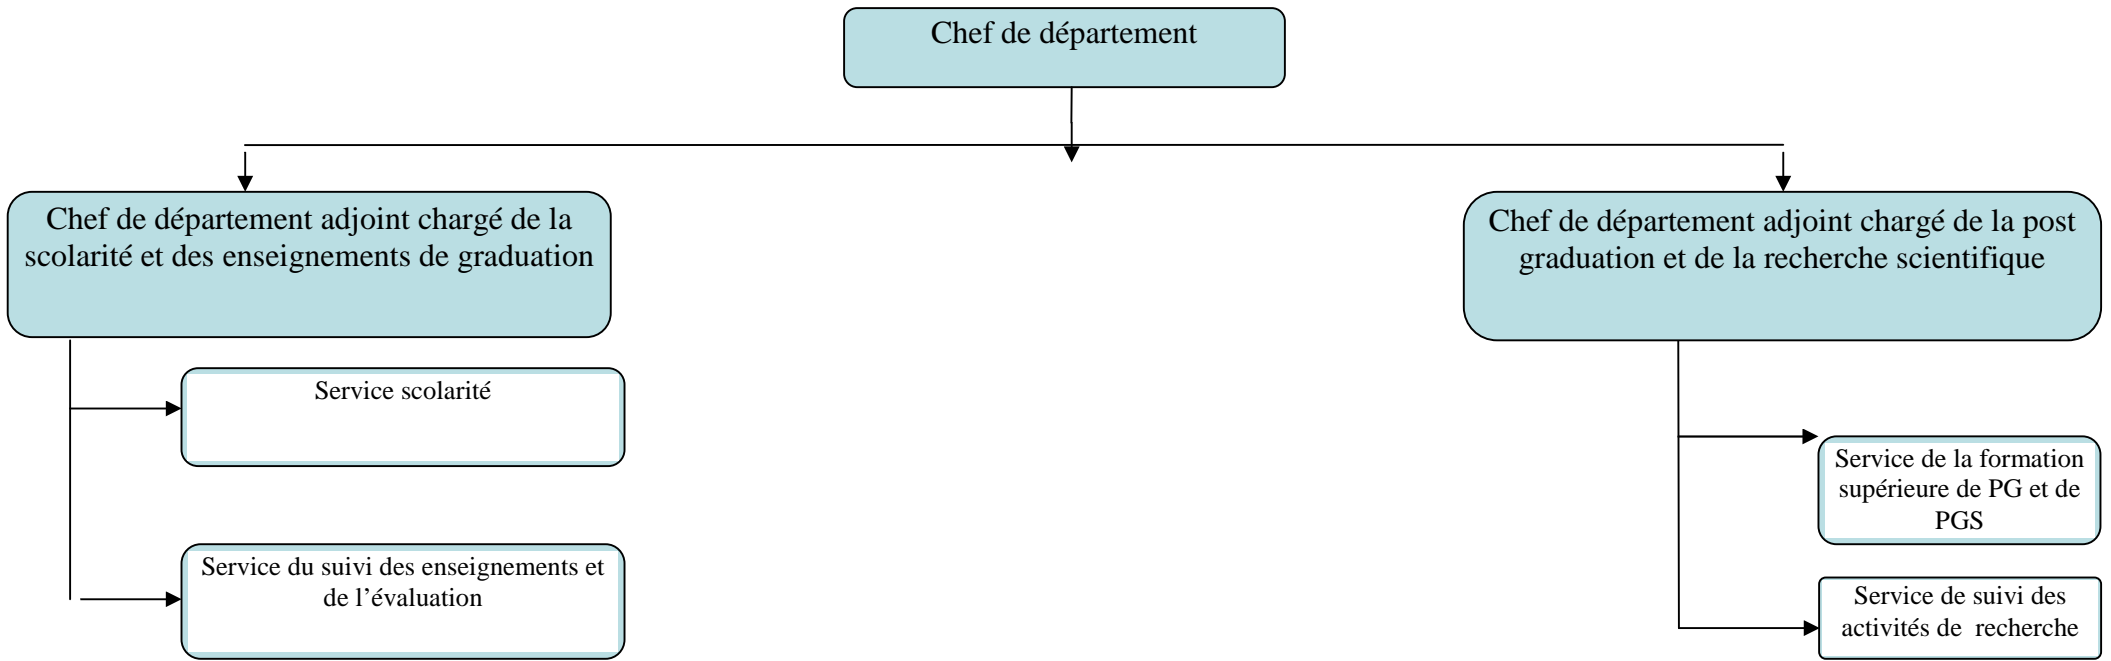 Chef de département
Chef de département adjoint chargé de la
scolarité et des enseignements de graduation
Chef de département adjoint chargé de la post
graduation et de la recherche scientifique
Service scolarité
Service du suivi des enseignements et
de l’évaluation
Service de la formation
supérieure de PG et de
PGS
Service de suivi des
activités de  recherche